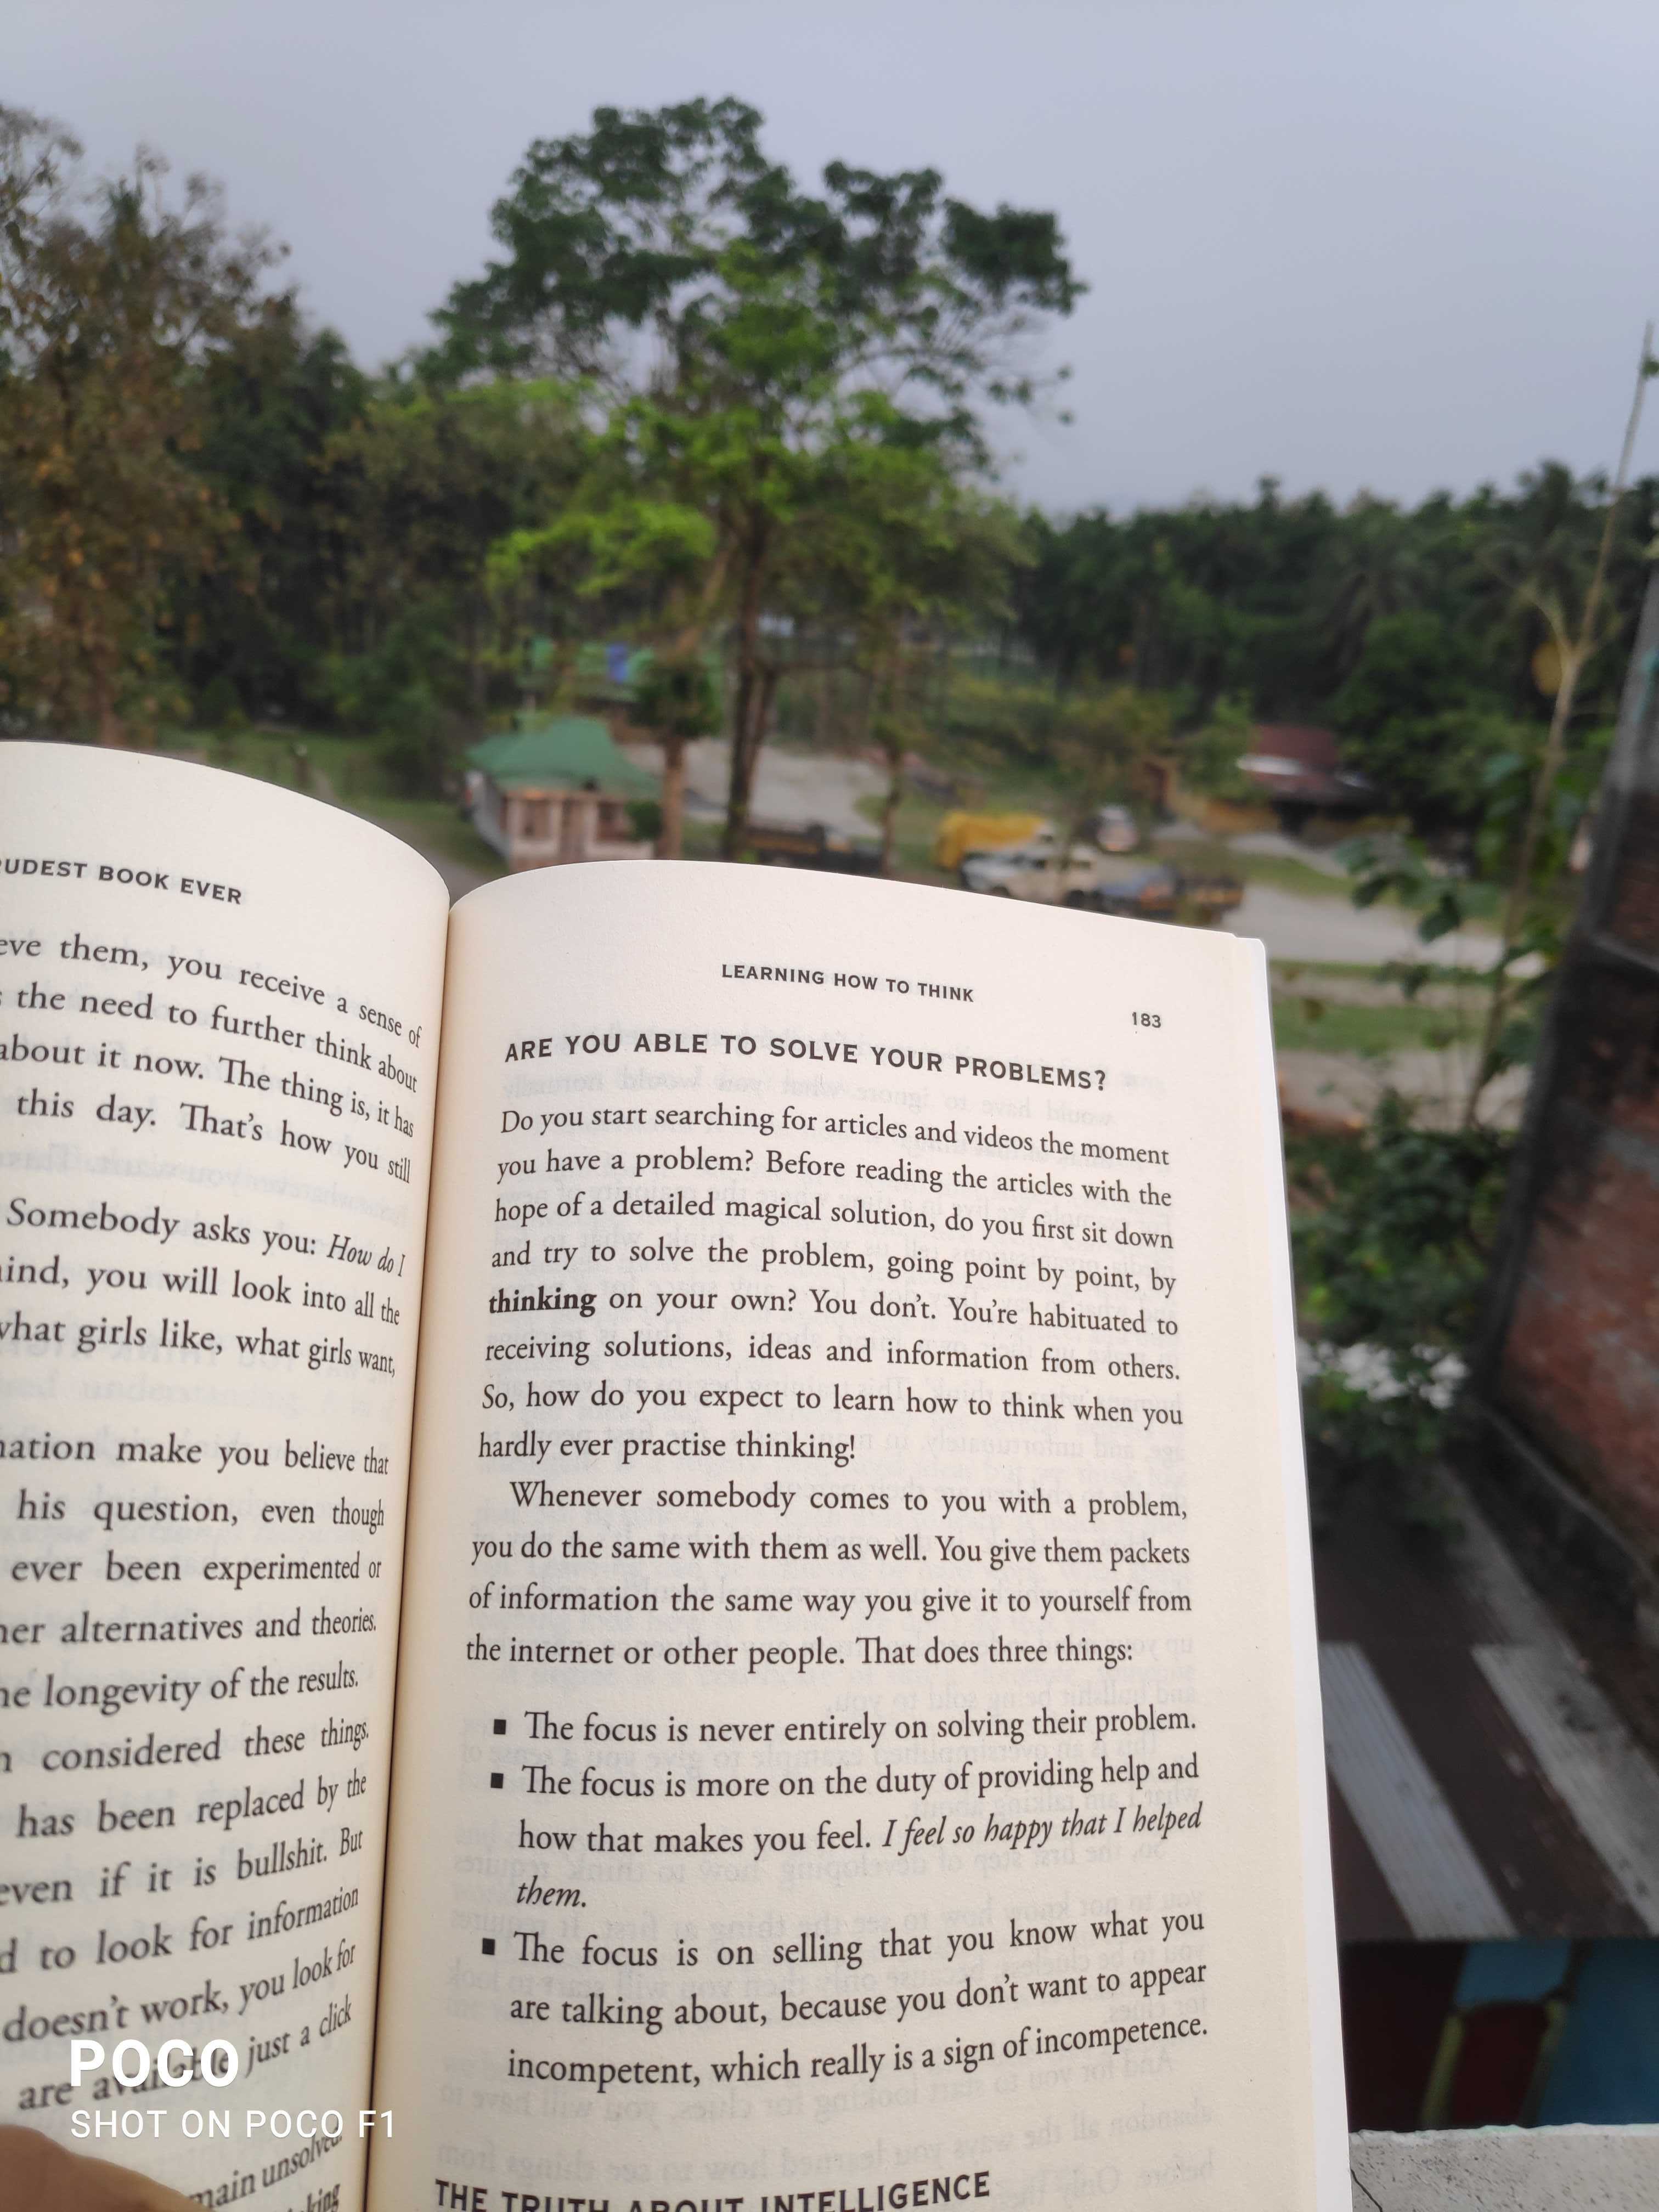 RUDEST BOOK EVER
them, you receive a sense of
the need to further think about
about it now. The thing is, it has
this day. That's how you still
Somebody asks you: How do I
you will look into all the
what girls like, what girls want,
make you believe that
his question, even though
ever been experimented or
alternatives and theories.
longevity of the results.
considered these things.
has been replaced by the
even if it is bullshit. But
to look for information
doesn't work, you look for
are available just a click
unsolved.
LEARNING HOW TO THINK
183
ARE YOU ABLE TO SOLVE YOUR PROBLEMS?
Do you start searching for articles and videos the moment
you have a problem? Before reading the articles with the
hope of a detailed magical solution, do you first sit down
and try to solve the problem, going point by point, by
thinking on your own? You don't. You're habituated to
receiving solutions, ideas and information from others.
So, how do you expect to learn how to think when you
hardly ever practise thinking!
Whenever somebody comes to you with a problem,
you do the same with them as well. You give them packets
of information the same way you give it to yourself from
the internet or other people. That does three things:
▪ The focus is never entirely on solving their problem.
▪ The focus is more on the duty of providing help and
how that makes you feel. I feel so happy that I helped
them.
▪ The focus is on selling that you know what you
are talking about, because you don't want to appear
incompetent, which really is a sign of incompetence.
THE TRUTH ABOUT INTELLIGENCE
POCO
SHOT ON POCO F1